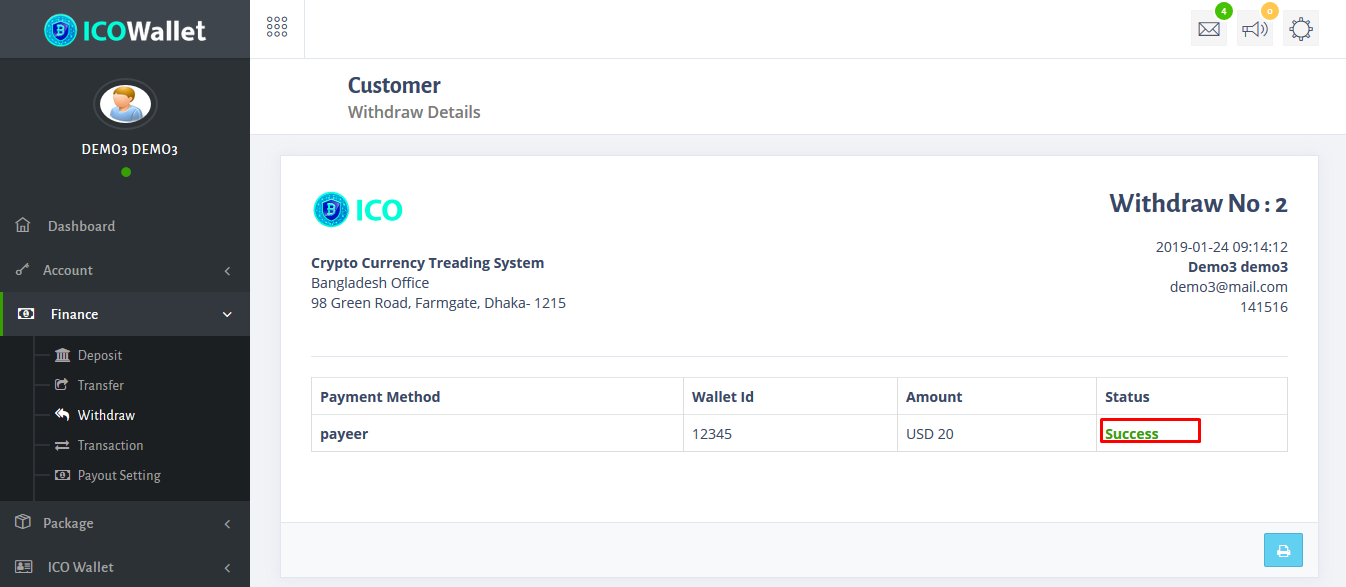 ICOWallet
4
0
Customer
Withdraw Details
DEMO3 DEMO3
Dashboard
Account
Finance
Deposit
Transfer
Withdraw
Transaction
Payout Setting
Package
ICO Wallet
ICO
Withdraw No : 2
Crypto Currency Treading System
Bangladesh Office
98 Green Road, Farmgate, Dhaka- 1215
2019-01-24 09:14:12
Demo3 demo3
demo3@mail.com
141516
Payment Method Wallet Id Amount Status
payeer 12345 USD 20 Success